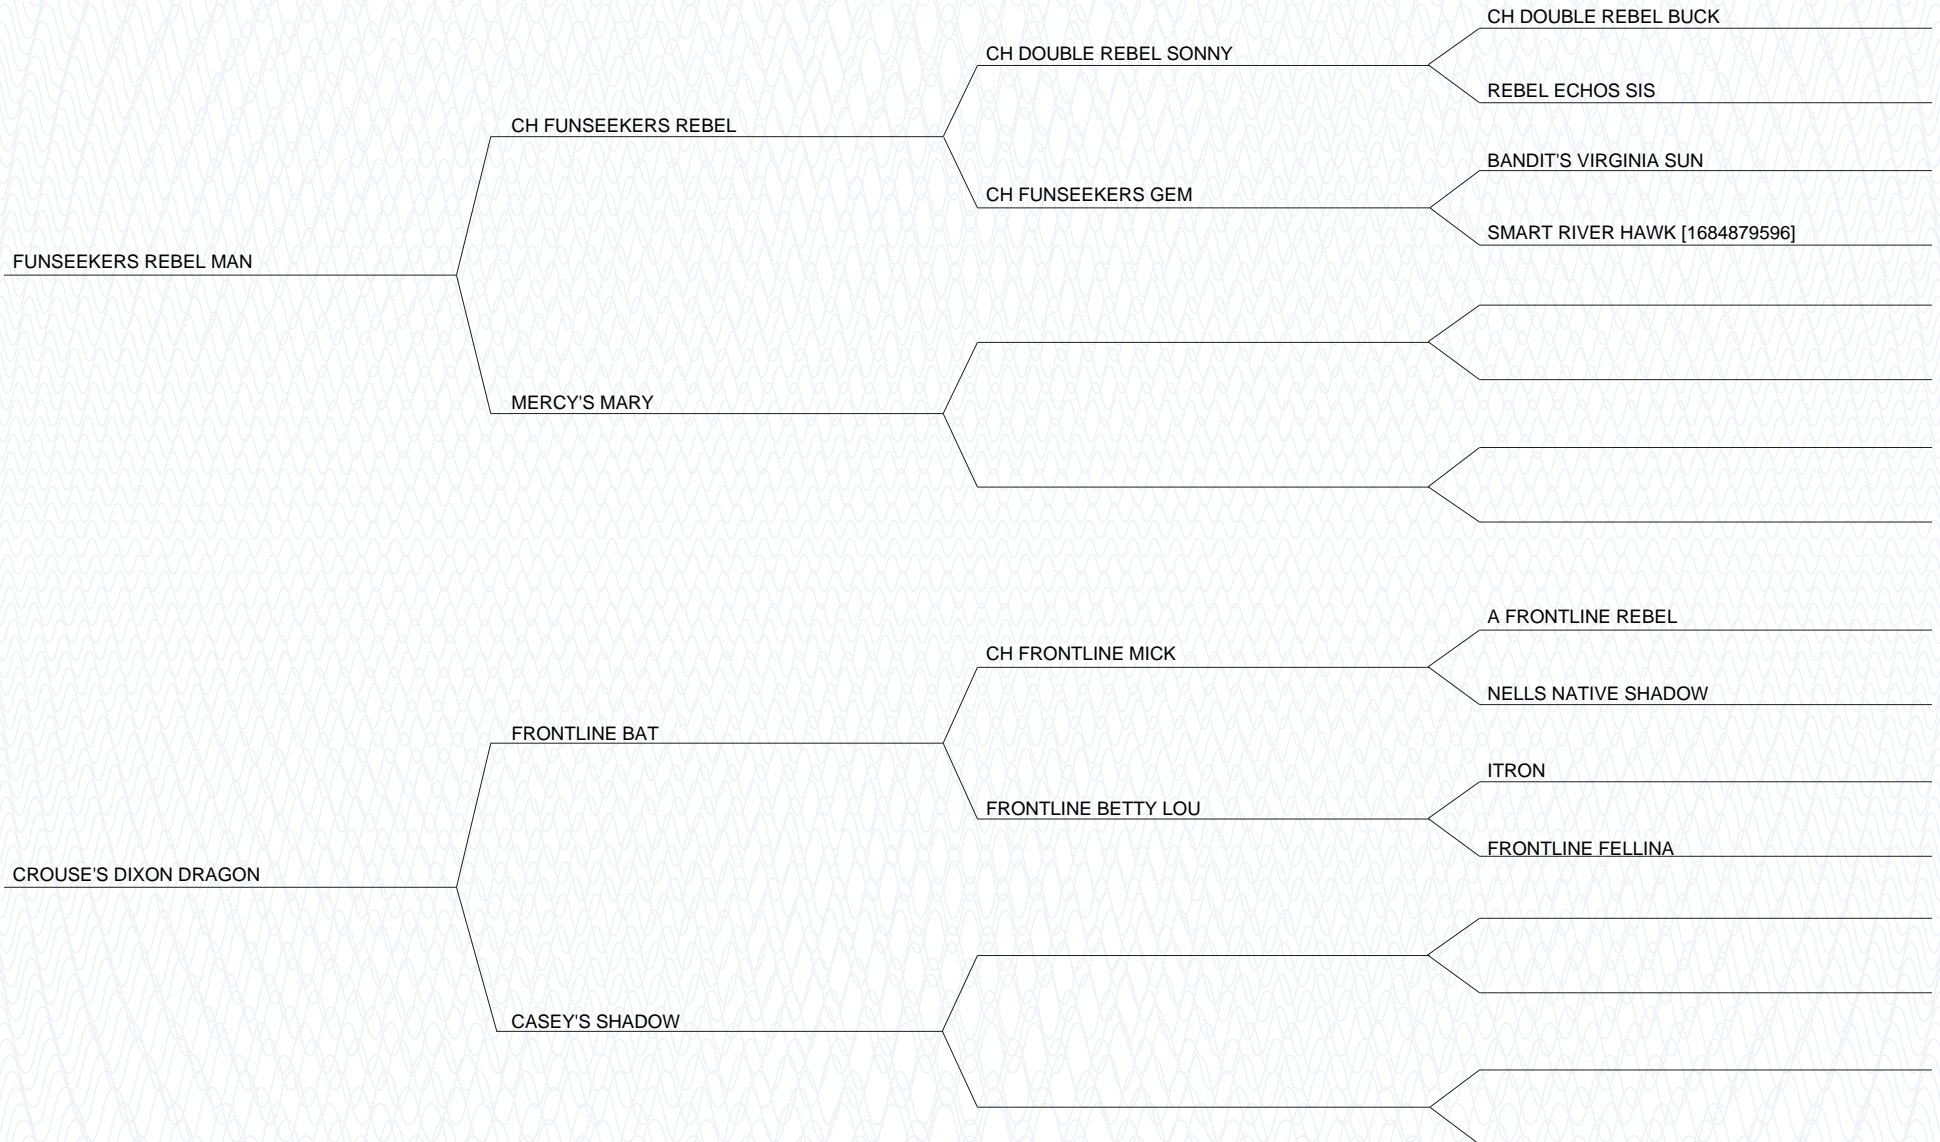 CH DOUBLE REBEL BUCK
CH DOUBLE REBEL SONNY
REBEL ECHOS SIS
CH FUNSEEKERS REBEL
BANDIT'S VIRGINIA SUN
CH FUNSEEKERS GEM
SMART RIVER HAWK [1684879596]
FUNSEEKERS REBEL MAN
MERCY'S MARY
A FRONTLINE REBEL
CH FRONTLINE MICK
NELLS NATIVE SHADOW
FRONTLINE BAT
ITRON
FRONTLINE BETTY LOU
FRONTLINE FELLINA
CROUSE'S DIXON DRAGON
CASEY'S SHADOW